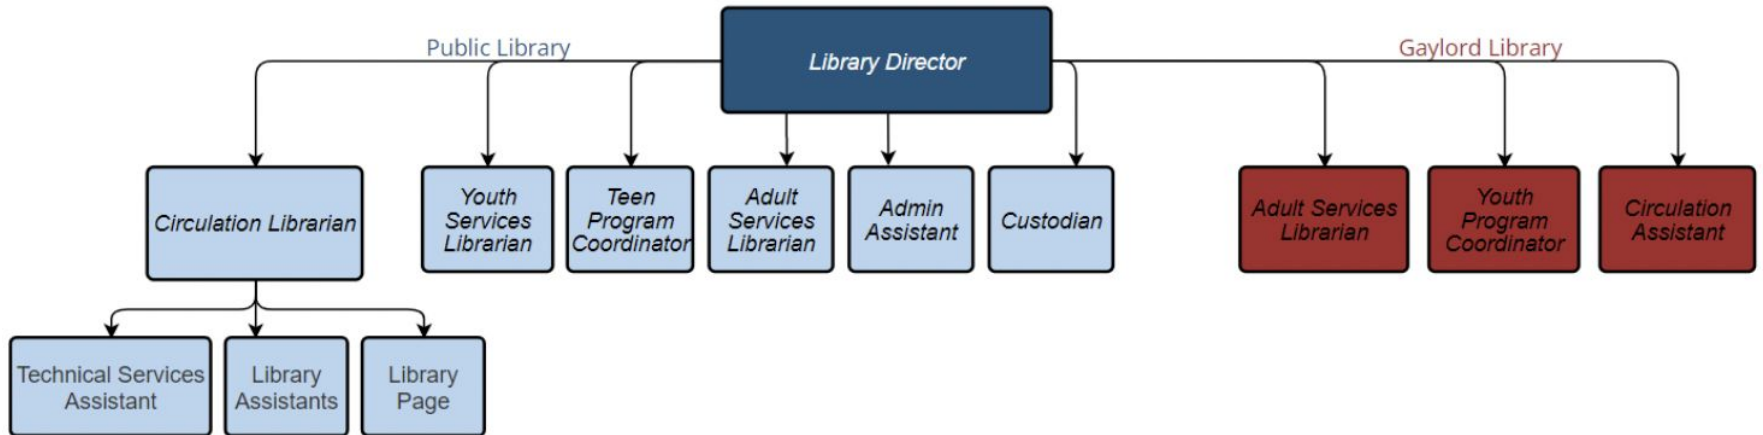 Public Library
Library Director
Gaylord Library
Circulation Librarian
Youth
Services
Librarian
Teen
Program
Coordinator
Adult
Services
Librarian
Admin
Assistant
Custodian
Adult Services
Librarian
Youth
Program
Coordinator
Circulation
Assistant
Technical Services
Assistant
Library
Assistants
Library
Page